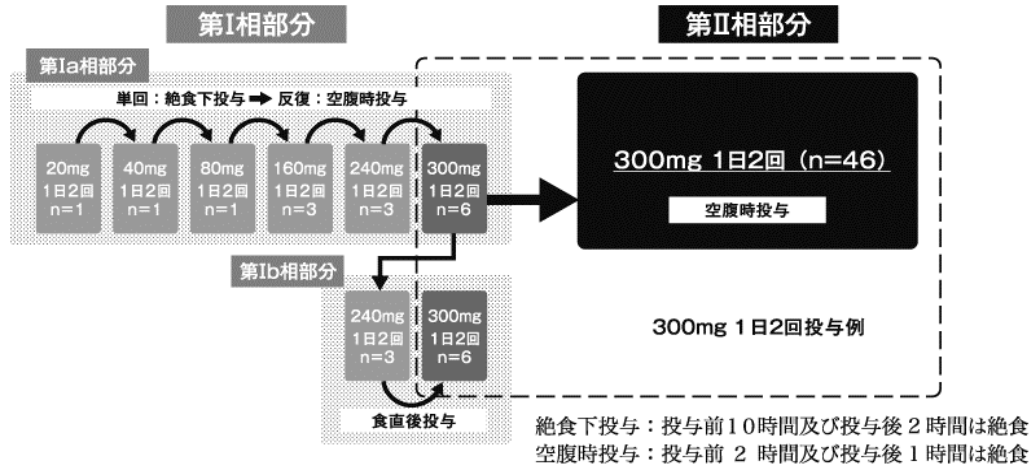 第Ⅰ相部分
第Ⅱ相部分
第Ⅰa相部分
単回：絶食下投与➡反復：空腹時投与
20mg
1日2回
n=1
40mg
1日2回
n=1
80mg
1日2回
n=1
160mg
1日2回
n=3
240mg
1日2回
n=3
300mg
1日2回
n=6
300mg 1日2回（n=46）
空腹時投与
第Ⅰb相部分
240mg
1日2回
n=3
300mg
1日2回
n=6
食直後投与
300mg 1日2回投与例
絶食下投与：投与前10時間及び投与後2時間は絶食
空腹時投与：投与前 2 時間及び投与後1時間は絶食